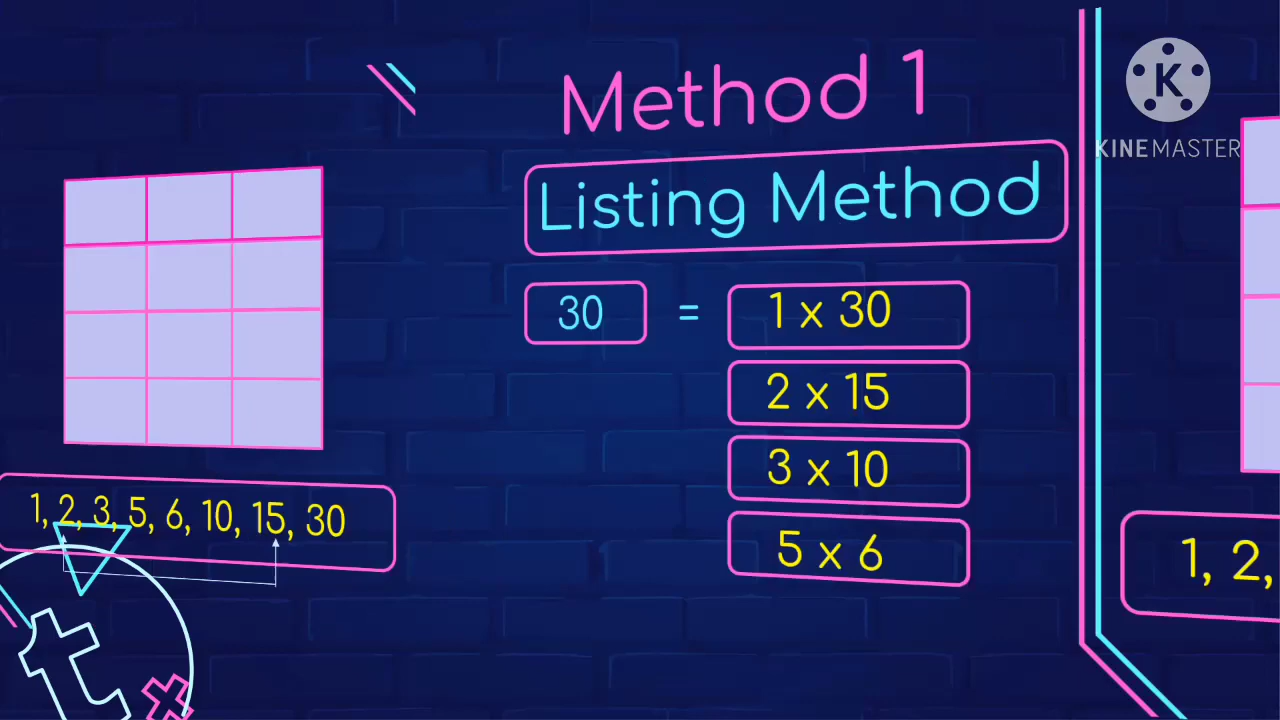 Method 1
Listing Method
30 = 1 x 30
2 x 15
3 x 10
5 x 6
1, 2, 3, 5, 6, 10, 15, 30
1, 2,
K
KINEMASTER
t